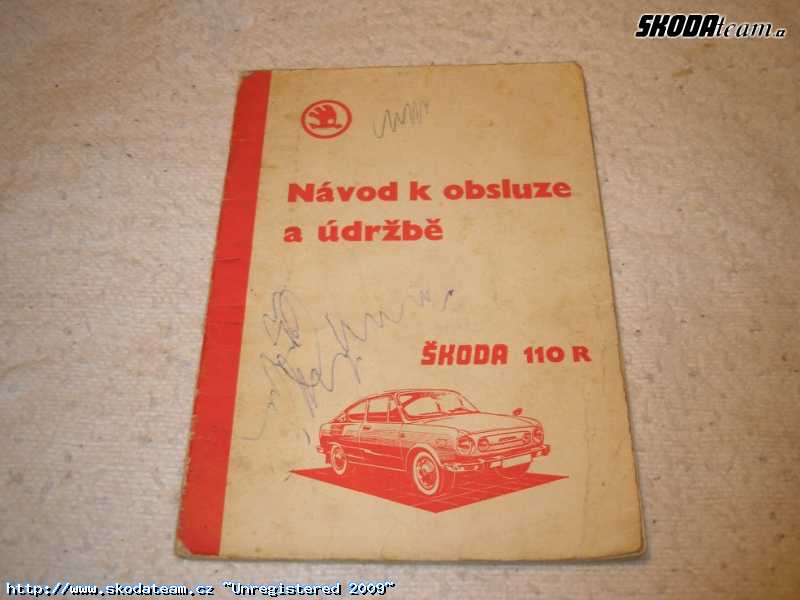 SKODAteam.cz
Návod k obsluze
a údržbě
ŠKODA 110 R
http://www.skodateam.cz ~Unregistered 2009~